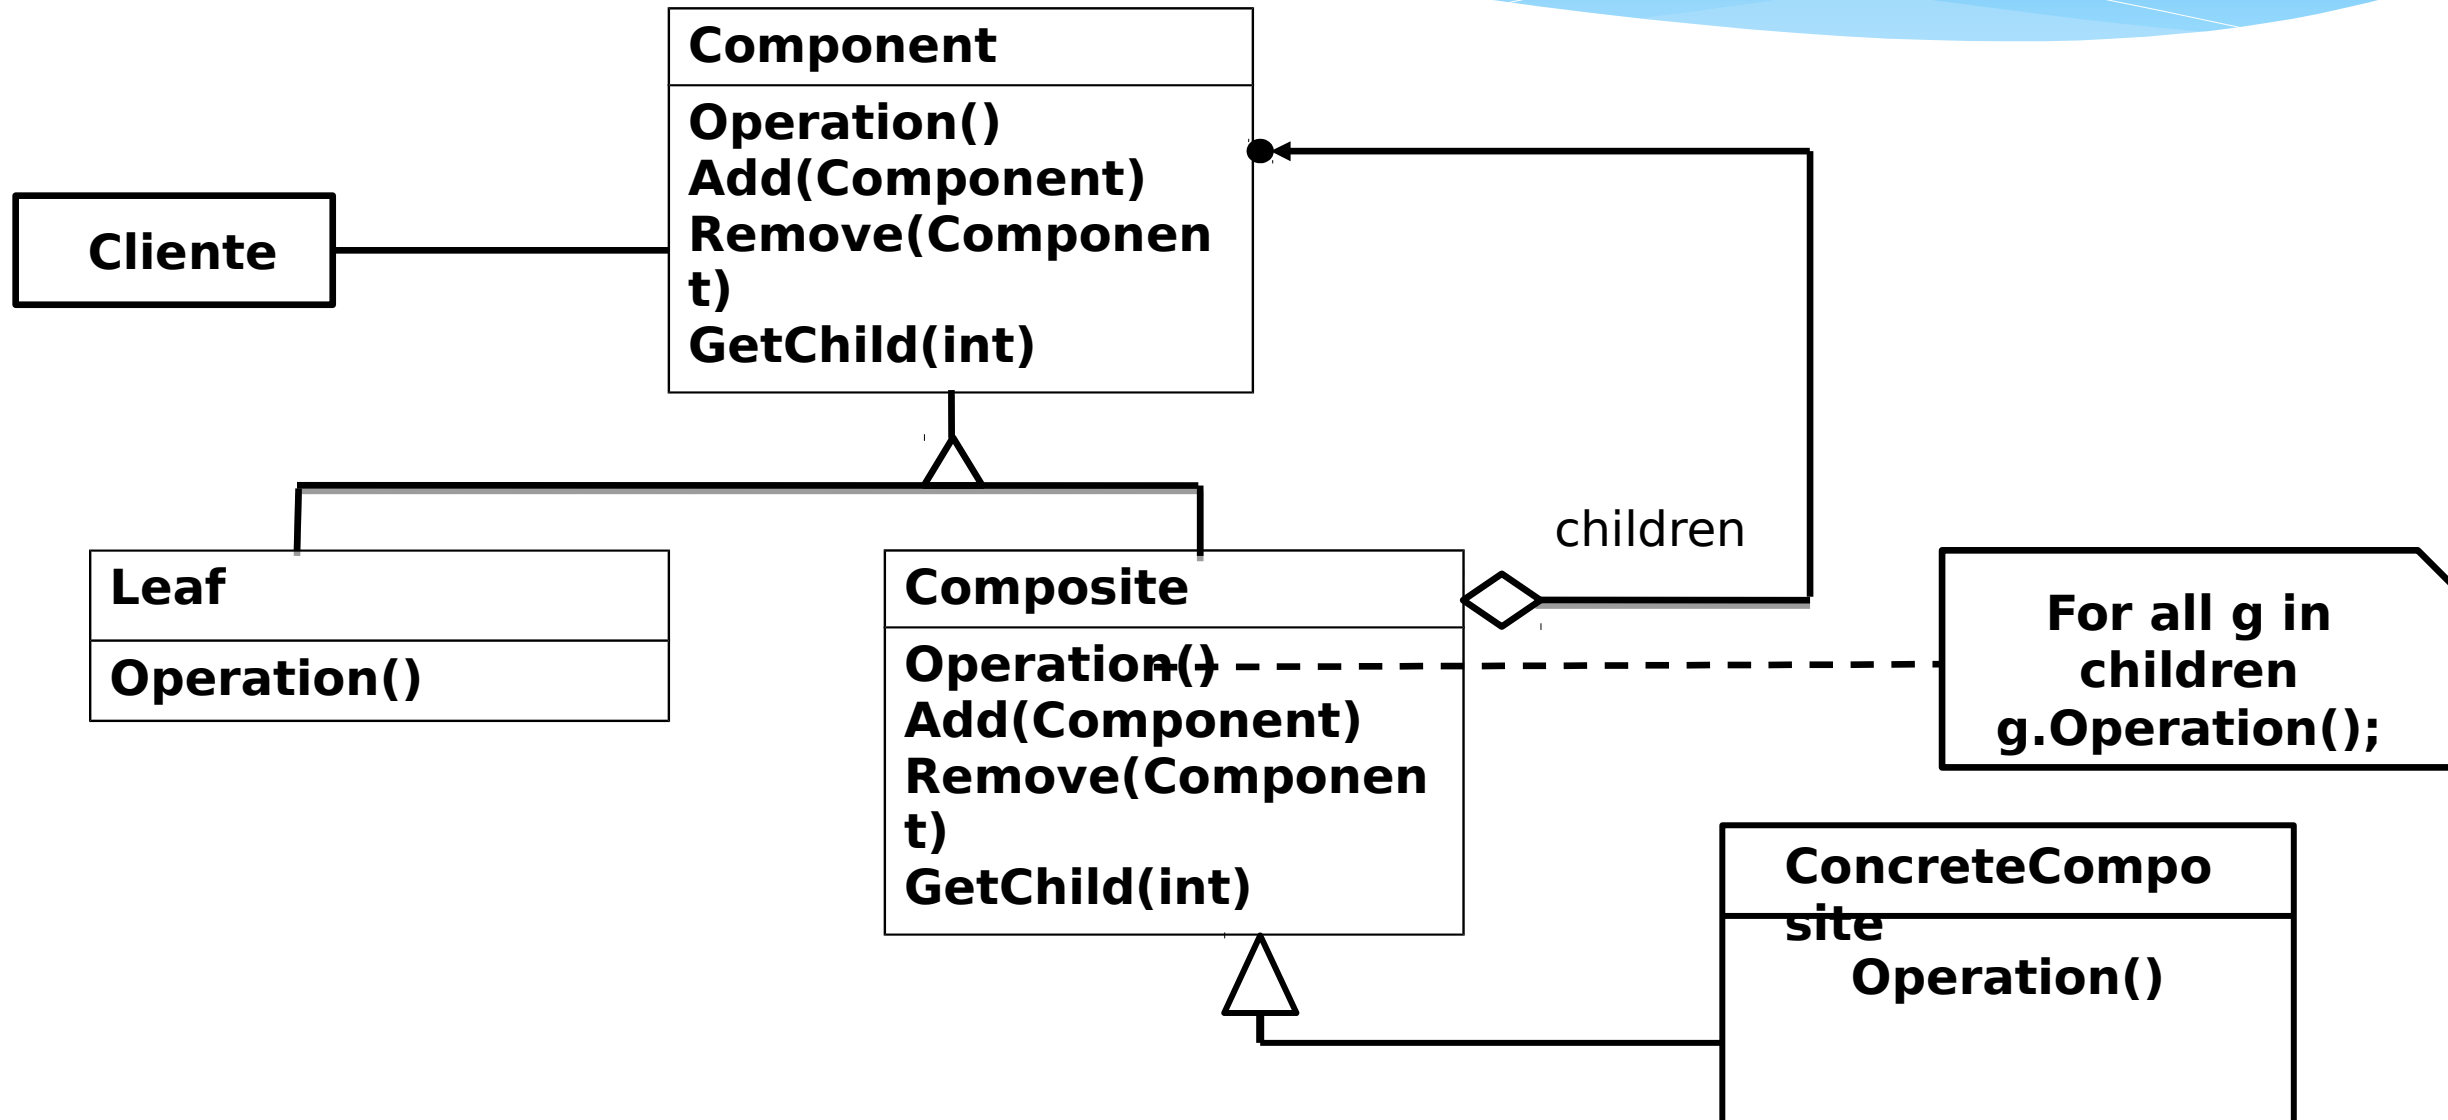 Component
Operation()
Add(Component)
Remove(Componen
t)
GetChild(int)
Cliente
children
Leaf
Operation()
Composite
Operation()
Add(Component)
Remove(Componen
t)
GetChild(int)
For all g in
children
g.Operation();
ConcreteCompo
site
Operation()